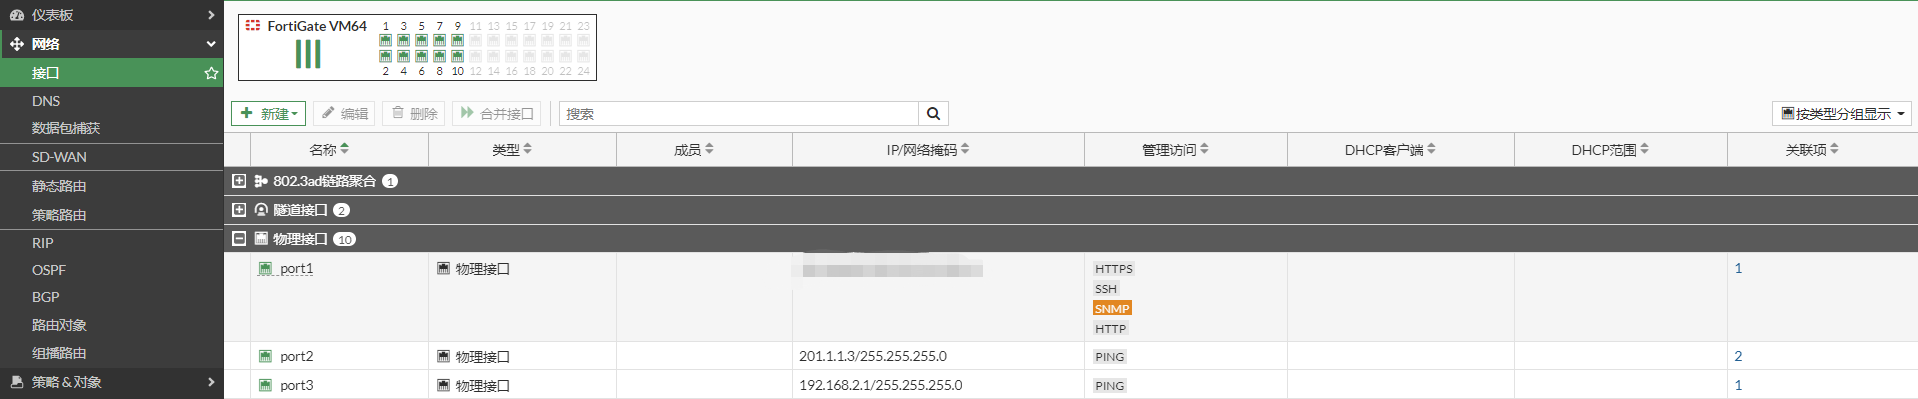 仪表板
网络
接口
DNS
数据包捕获
SD-WAN
静态路由
策略路由
RIP
OSPF
BGP
路由对象
组播路由
策略 & 对象
FortiGate VM64
1 3 5 7 9 11 13 15 17 19 21 23
2 4 6 8 10 12 14 16 18 20 22 24
新建 编辑 删除 合并接口 搜索 按类型分组显示
名称 类型 成员 IP/网络掩码 管理访问 DHCP客户端 DHCP范围 关联项
802.3ad链路聚合 1
隧道接口 2
物理接口 10
port1 物理接口 HTTPS 1
SSH
SNMP
HTTP
port2 物理接口 201.1.1.3/255.255.255.0 PING 2
port3 物理接口 192.168.2.1/255.255.255.0 PING 1